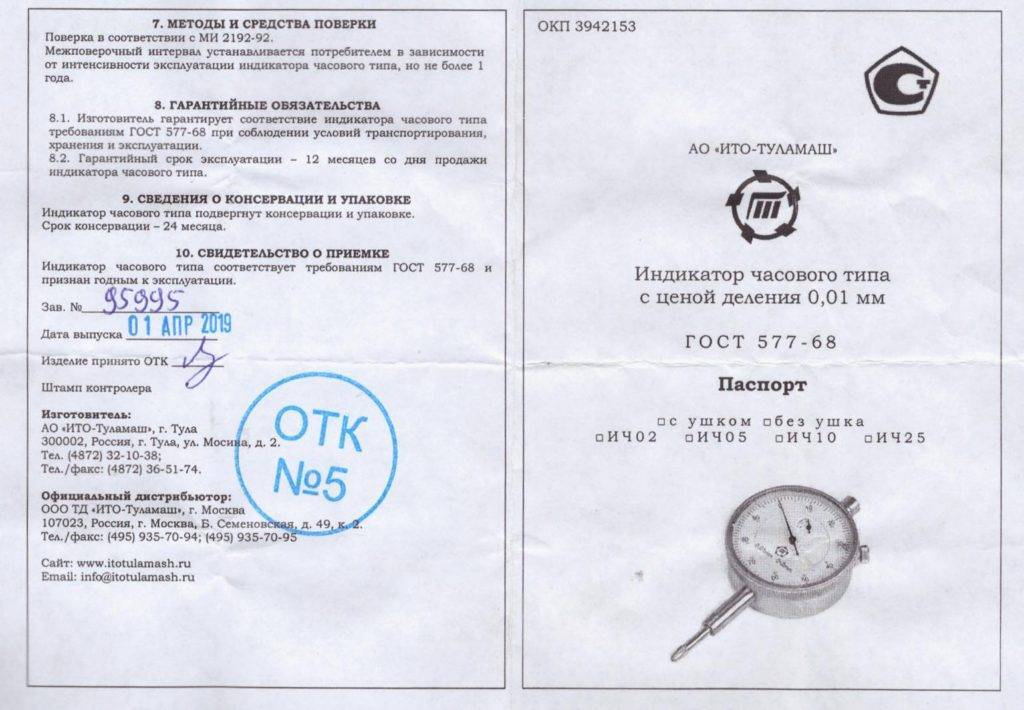 7. МЕТОДЫ И СРЕДСТВА ПОВЕРКИ
Поверка в соответствии с МИ 2192-92.
Межповерочный интервал устанавливается потребителем в зависимости
от интенсивности эксплуатации индикатора часового типа, но не более 1
года.
8. ГАРАНТИЙНЫЕ ОБЯЗАТЕЛЬСТВА
8.1. Изготовитель гарантирует соответствие индикатора часового типа
требованиям ГОСТ 577-68 при соблюдении условий транспортирования,
хранения и эксплуатации.
8.2. Гарантийный срок эксплуатации – 12 месяцев со дня продажи
индикатора часового типа.
9. СВЕДЕНИЯ О КОНСЕРВАЦИИ И УПАКОВКЕ
Индикатор часового типа подвергнут консервации и упаковке.
Срок консервации – 24 месяца.
10. СВИДЕТЕЛЬСТВО О ПРИЕМКЕ
Индикатор часового типа соответствует требованиям ГОСТ 577-68 и
признан годным к эксплуатации.
Зав. № 95995
Дата выпуска 01 АПР 2019
Изделие принято ОТК
Штамп контролера
ОТК
№5
Изготовитель:
АО «ИТО-Туламаш», г. Тула
300002, Россия, г. Тула, ул. Мосина, д. 2.
Тел. (4872) 32-10-38;
Тел./факс: (4872) 36-51-74.
Официальный дистрибьютор:
ООО ТД «ИТО-Туламаш», г. Москва
107023, Россия, г. Москва, Б. Семеновская, д. 49, к. 2.
Тел./факс: (495) 935-70-94; (495) 935-70-95
Сайт: www.itotulamash.ru
Email: info@itotulamash.ru
ОКП 3942153
АО «ИТО-ТУЛАМАШ»
Индикатор часового типа
с ценой деления 0,01 мм
ГОСТ 577-68
Паспорт
□с ушком □без ушка
□ИЧ02 □ИЧ05 □ИЧ10 □ИЧ25